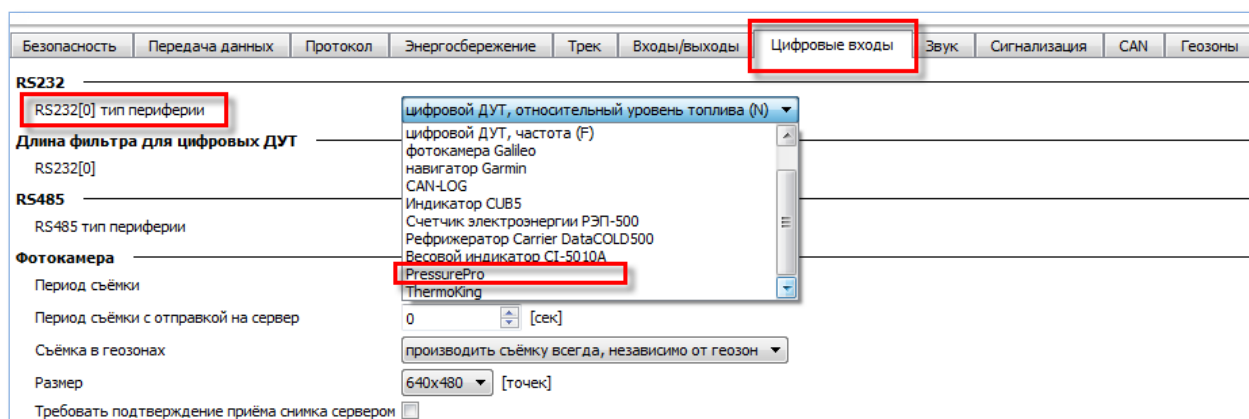 Безопасность Передача данных Протокол Энергосбережение Трек Входы/выходы Цифровые входы Звук Сигнализация CAN Геозоны
RS232
RS232[0] тип периферии цифровой ДУТ, относительный уровень топлива (N)
цифровой ДУТ, частота (F)
Длина фильтра для цифровых ДУТ
фотокамера Galileo
RS232[0] навигатор Garmin
CAN-LOG
RS485 Индикатор CUB5
Счетчик электроэнергии РЭП-500
RS485 тип периферии
Рефрижератор Carrier DataCOLD500
Фотокамера Весовой индикатор CI-5010A
PressurePro
Период съёмки ThermoKing
Период съёмки с отправкой на сервер 0 [сек]
Съёмка в геозонах производить съёмку всегда, независимо от геозон
Размер 640x480 [точек]
Требовать подтверждение приёма снимка сервером